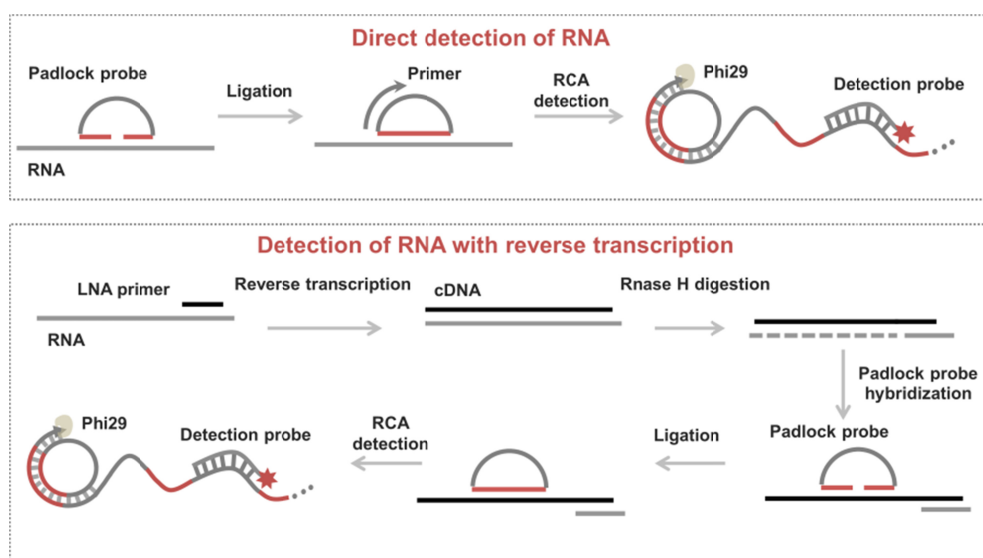 Direct detection of RNA
Padlock probe
Ligation
Primer
RCA
detection
Phi29
Detection probe
RNA
Detection of RNA with reverse transcription
LNA primer
Reverse transcription
cDNA
Rnase H digestion
RNA
Padlock probe
hybridization
Phi29
Detection probe
RCA
detection
Ligation
Padlock probe